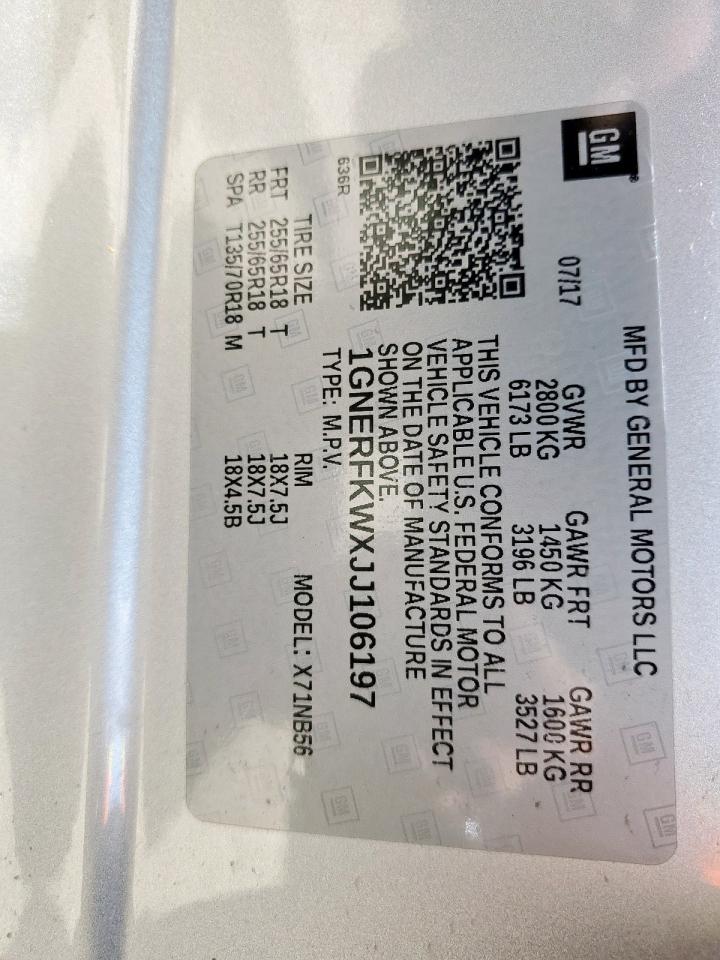 GM
MFD BY GENERAL MOTORS LLC
07/17
GVWR GAWR FRT GAWR RR
2800 KG 1450 KG 1600 KG
6173 LB 3196 LB 3527 LB
THIS VEHICLE CONFORMS TO ALL
APPLICABLE U.S. FEDERAL MOTOR
VEHICLE SAFETY STANDARDS IN EFFECT
ON THE DATE OF MANUFACTURE
SHOWN ABOVE.
1GNERFKWXJJ106197
636R
TYPE: M.P.V.
MODEL: X71NB56
TIRE SIZE RIM
FRT 255/65R18 T 18X7.5J
RR 255/65R18 T 18X7.5J
SPA T135/70R18 M 18X4.5B